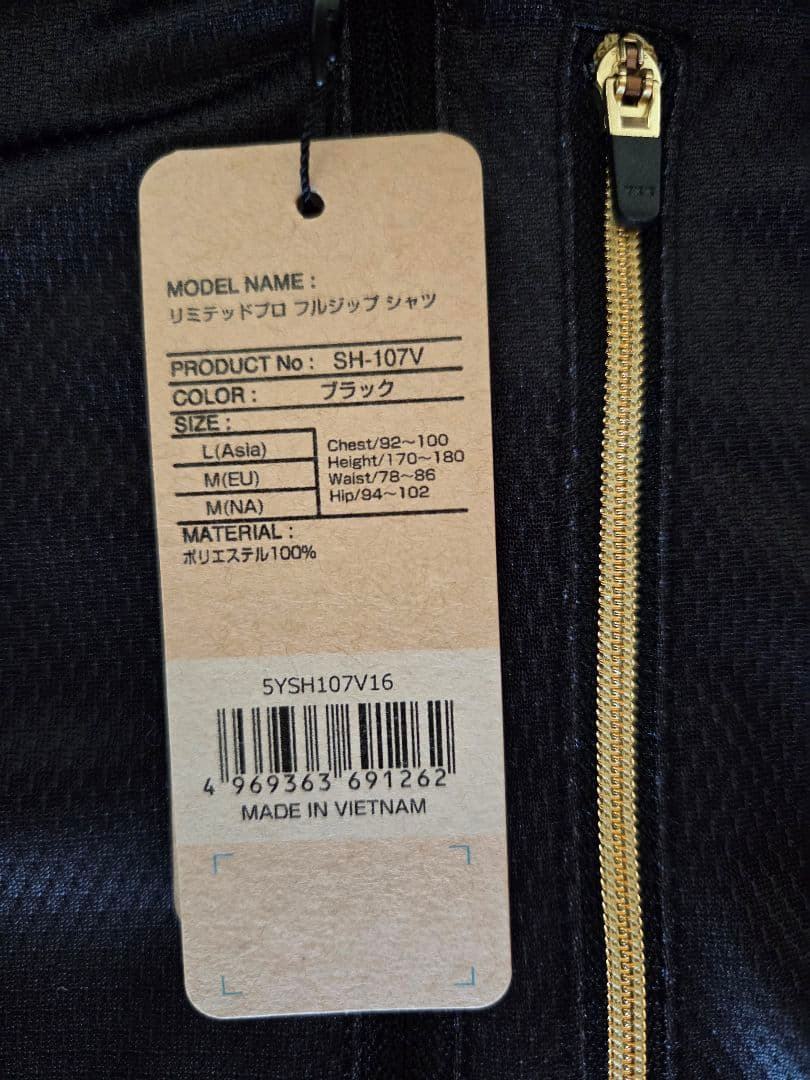 MODEL NAME :
リミテッドプロ フルジップ シャツ
PRODUCT No : SH-107V
COLOR : ブラック
SIZE :
L(Asia)
M(EU)
M(NA)
Chest/92～100
Height/170～180
Waist/78～86
Hip/94～102
MATERIAL :
ポリエステル100%
5YSH107V16
4 969363 691262
MADE IN VIETNAM